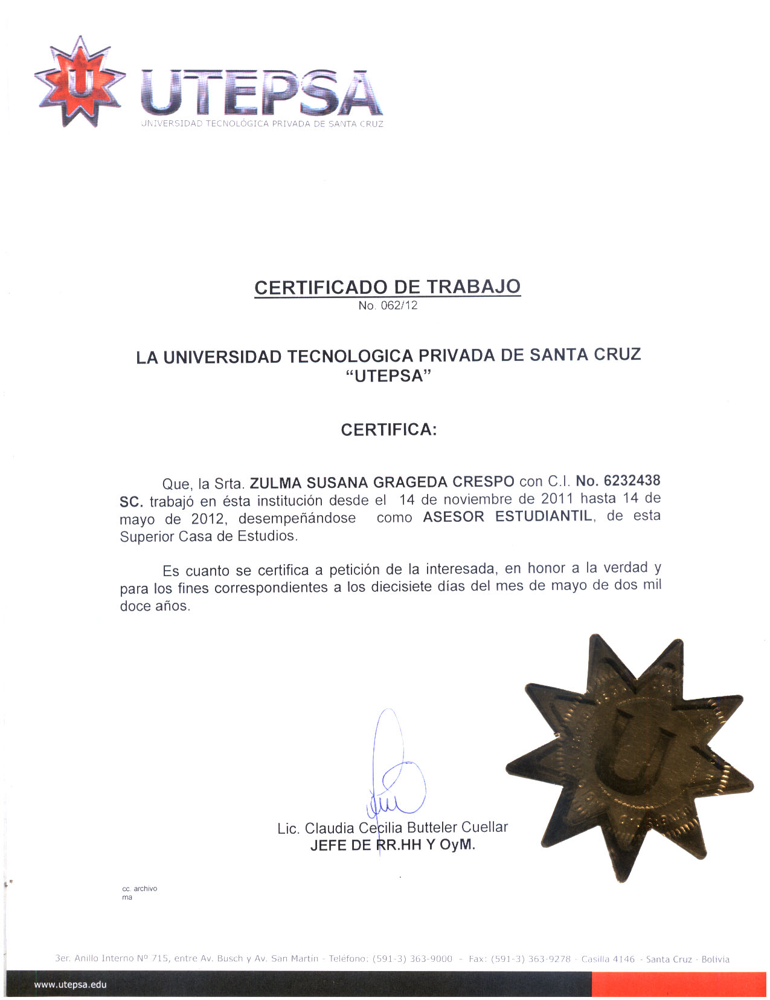 U UTEPSA
UNIVERSIDAD TECNOLÓGICA PRIVADA DE SANTA CRUZ
CERTIFICADO DE TRABAJO
No. 062/12
LA UNIVERSIDAD TECNOLOGICA PRIVADA DE SANTA CRUZ
“UTEPSA”
CERTIFICA:
Que, la Srta. ZULMA SUSANA GRAGEDA CRESPO con C.I. No. 6232438
SC. trabajó en ésta institución desde el 14 de noviembre de 2011 hasta 14 de
mayo de 2012, desempeñándose como ASESOR ESTUDIANTIL, de esta
Superior Casa de Estudios.
Es cuanto se certifica a petición de la interesada, en honor a la verdad y
para los fines correspondientes a los diecisiete días del mes de mayo de dos mil
doce años.
U
Lic. Claudia Cecilia Butteler Cuellar
JEFE DE RR.HH Y OyM.
cc. archivo
ma
3er. Anillo Interno Nº 715, entre Av. Busch y Av. San Martín - Teléfono: (591-3) 363-9000 - Fax: (591-3) 363-9278 - Casilla 4146 - Santa Cruz - Bolivia
www.utepsa.edu